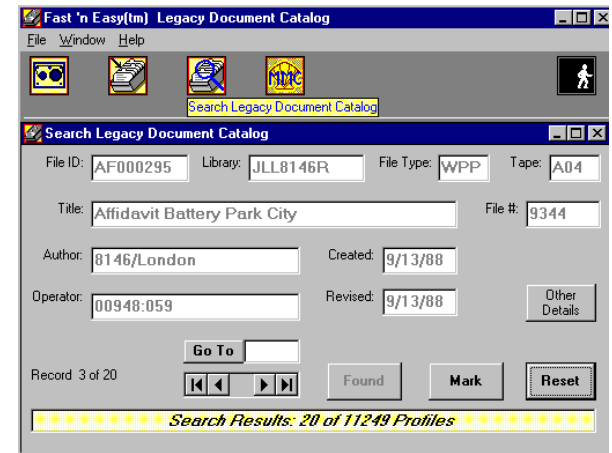 Fast 'n Easy(tm) Legacy Document Catalog
File Window Help
MMC
Search Legacy Document Catalog
Search Legacy Document Catalog
File ID: AF000295 Library: JLL8146R File Type: WPP Tape: A04
Title: Affidavit Battery Park City File #: 9344
Author: 8146/London Created: 9/13/88
Operator: 00948:059 Revised: 9/13/88 Other Details
Go To
Record 3 of 20 Found Mark Reset
Search Results: 20 of 11249 Profiles